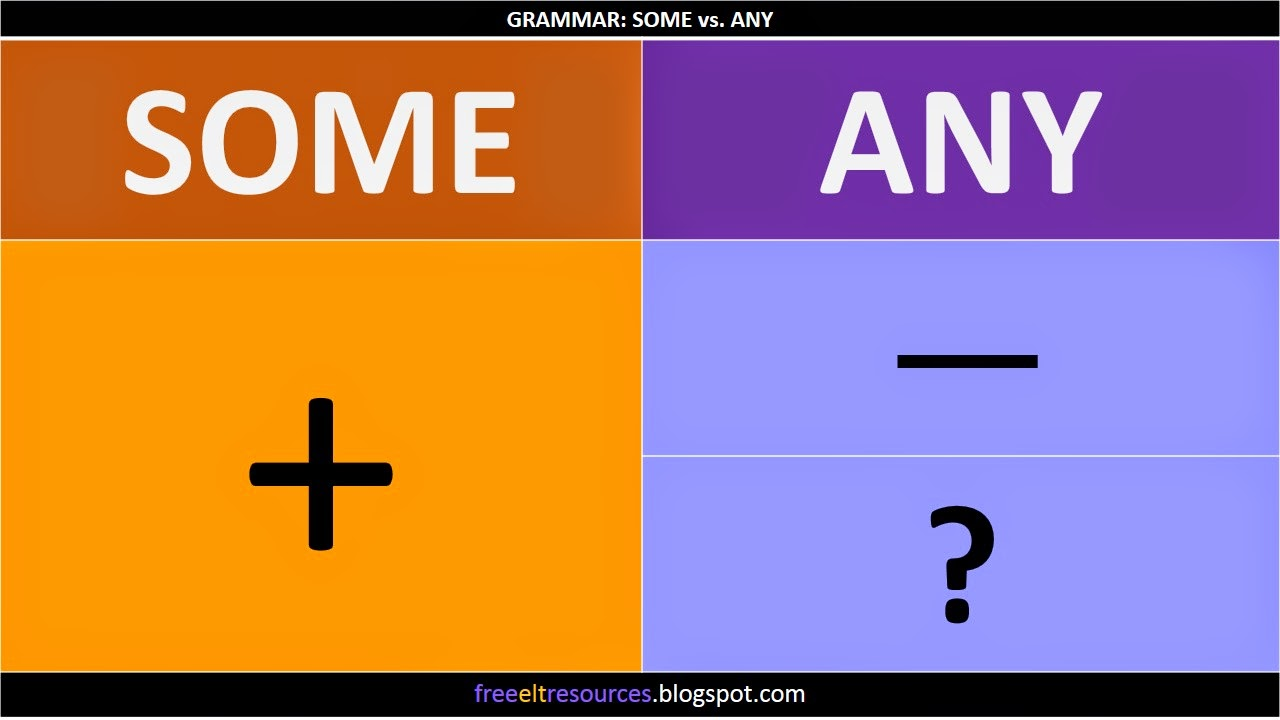 GRAMMAR: SOME vs. ANY
SOME
ANY
+
—
?
freeeltresources.blogspot.com